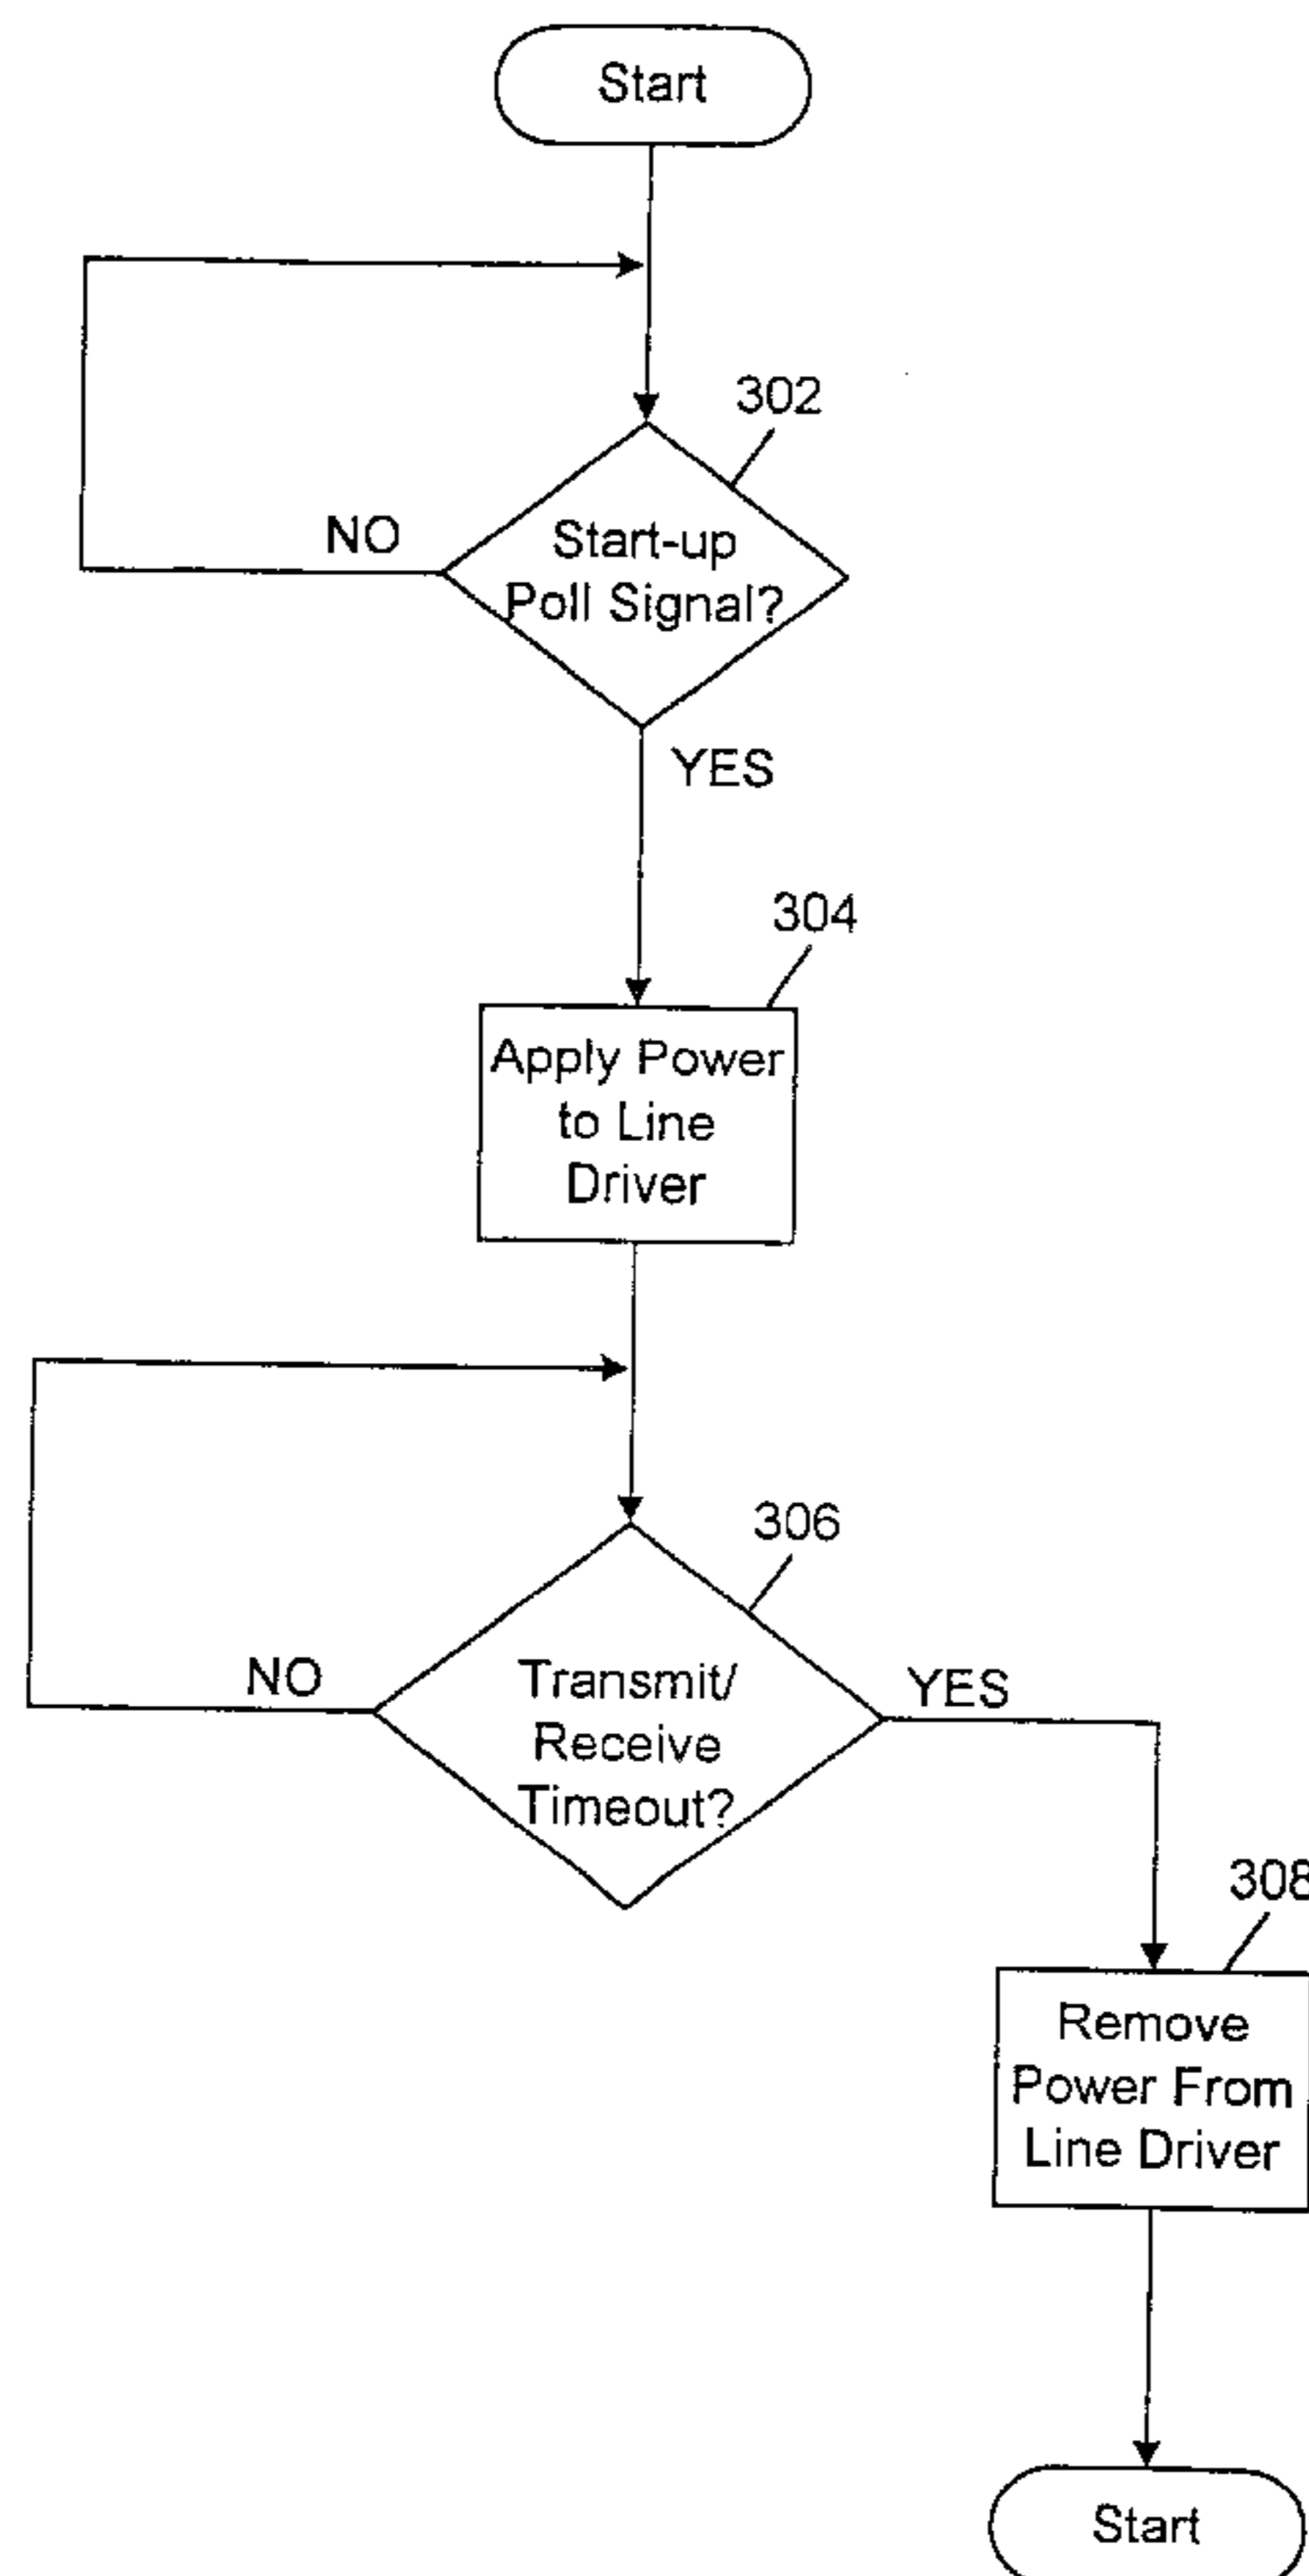 Start
302
NO
Start-up
Poll Signal?
YES
304
Apply Power
to Line
Driver
306
NO
Transmit/
Receive
Timeout?
YES
308
Remove
Power From
Line Driver
Start